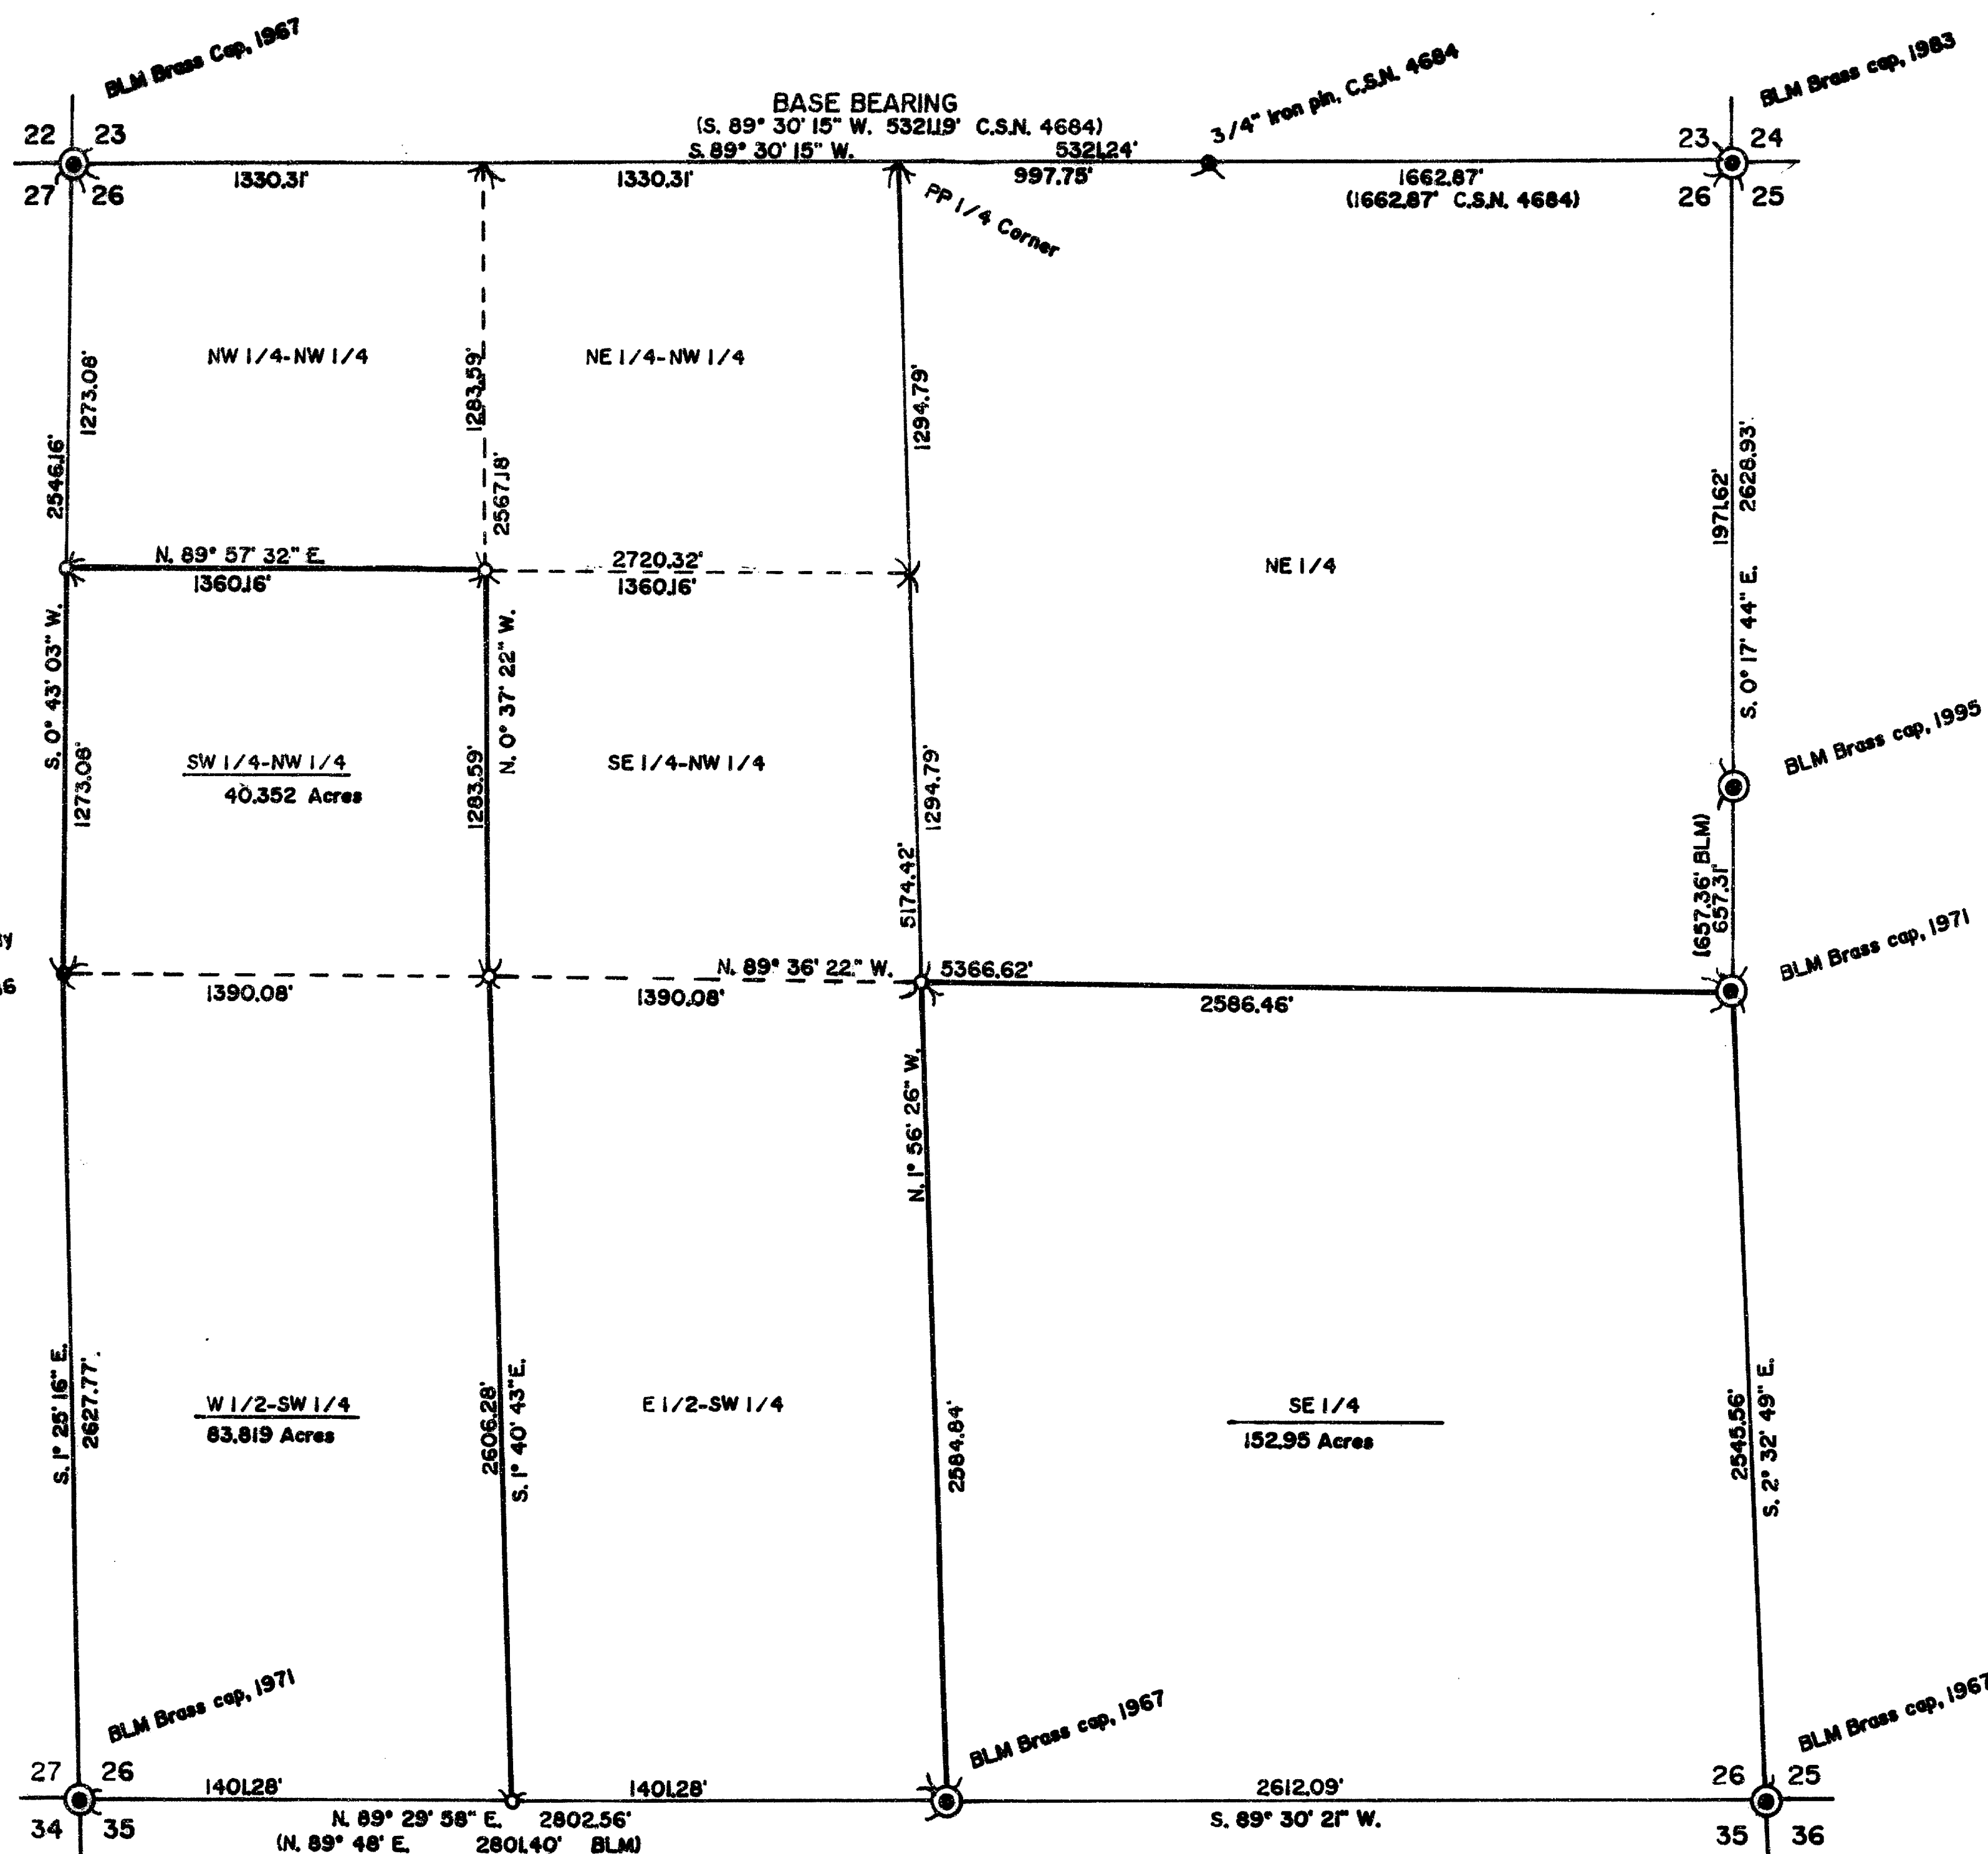 BLM Brass Cap, 1967
BASE BEARING
(S. 89° 30' 15" W. 5321.19' C.S.N. 4684)
S. 89° 30' 15" W. 5321.24'
3/4" iron pin, C.S.N. 4684
BLM Brass cap, 1983
22 23
27 26
23 24
26 25
1330.31'
1330.31'
997.75'
1662.87'
(1662.87' C.S.N. 4684)
PP 1/4 Corner
NW 1/4-NW 1/4
NE 1/4-NW 1/4
1273.08'
2546.16'
1283.59'
2567.18'
1294.79'
1971.62'
2628.93'
S. 0° 17' 44" E.
NE 1/4
N. 89° 57' 32" E.
1360.16'
2720.32'
1360.16'
S. 0° 43' 03" W.
1273.08'
N. 0° 37' 22" W.
1283.59'
SW 1/4-NW 1/4
40.352 Acres
SE 1/4-NW 1/4
1294.79'
5174.42'
BLM Brass cap, 1995
(657.36' BLM)
657.31'
BLM Brass cap, 1971
N. 89° 36' 22" W. 5366.62'
1390.08'
1390.08'
2586.46'
N. 1° 56' 26" W.
S. 1° 25' 16" E.
2627.77'
W 1/2-SW 1/4
83.819 Acres
2606.28'
S. 1° 40' 43" E.
E 1/2-SW 1/4
2584.84'
SE 1/4
152.95 Acres
2545.56'
S. 2° 32' 49" E.
BLM Brass cap, 1971
BLM Brass cap, 1967
BLM Brass cap, 1967
27 26
34 35
1401.28'
1401.28'
2612.09'
26 25
35 36
N. 89° 29' 58" E. 2802.56'
(N. 89° 48' E. 2801.40' BLM)
S. 89° 30' 21" W.